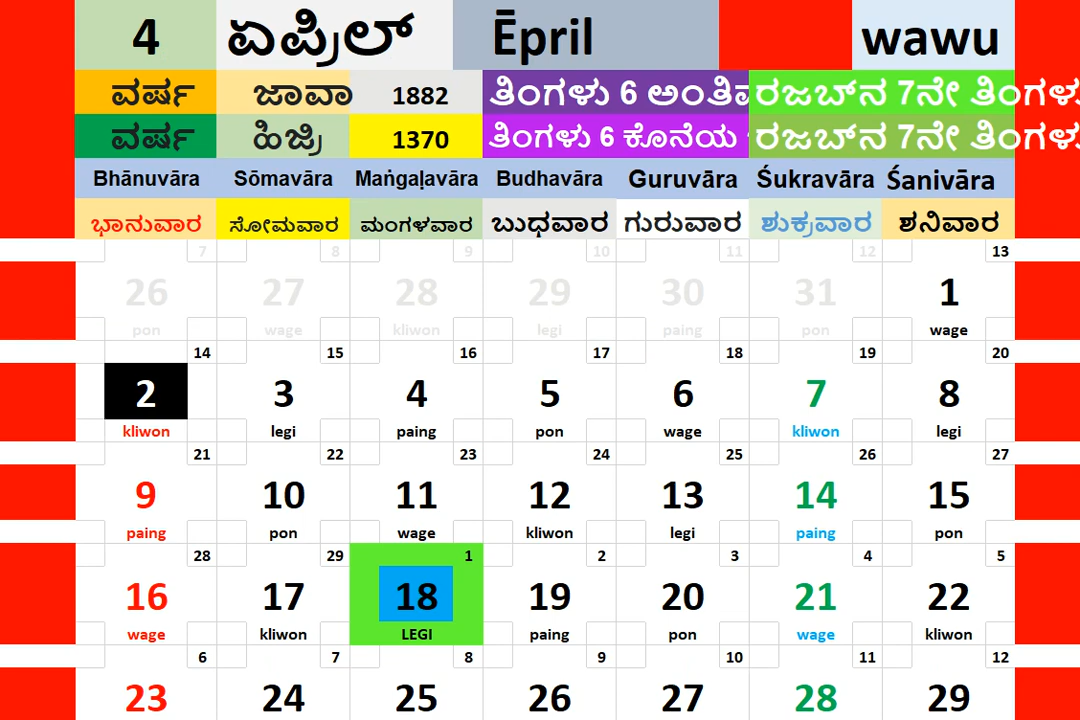 4 ಏಪ್ರಿಲ್ Ēpril wawu
ವರ್ಷ ಜಾವಾ 1882 ತಿಂಗಳು 6 ರಜಬ್‌ನ 7ನೇ
ವರ್ಷ ಹಿಜ್ರಿ 1370 ತಿಂಗಳು 6 ಕೊನೆಯ ರಜಬ್‌ನ 7ನೇ
Bhānuvāra Sōmavāra Maṅgaḷavāra Budhavāra Guruvāra Śukravāra Śanivāra
ಭಾನುವಾರ ಸೋಮವಾರ ಮಂಗಳವಾರ ಬುಧವಾರ ಗುರುವಾರ ಶುಕ್ರವಾರ ಶನಿವಾರ
7 8 9 10 11 12 13
26 27 28 29 30 31 1
pon wage kliwon legi paing pon wage
14 15 16 17 18 19 20
2 3 4 5 6 7 8
kliwon legi paing pon wage kliwon legi
21 22 23 24 25 26 27
9 10 11 12 13 14 15
paing pon wage kliwon legi paing pon
28 29 1 2 3 4 5
16 17 18 19 20 21 22
wage kliwon LEGI paing pon wage kliwon
6 7 8 9 10 11 12
23 24 25 26 27 28 29